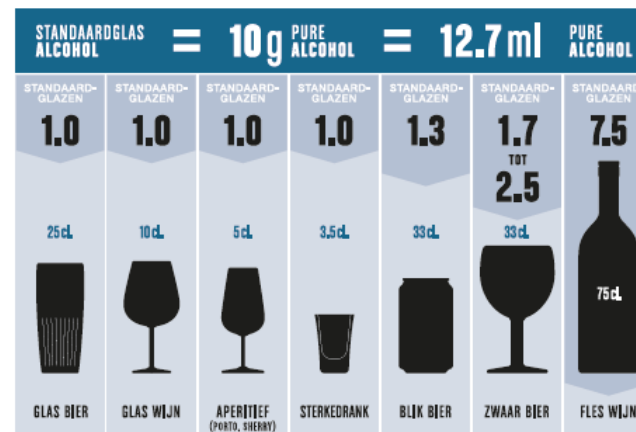 STANDAARDGLAS ALCOHOL = 10g PURE ALCOHOL = 12.7ml PURE ALCOHOL
STANDAARD-GLAZEN
1.0
25cL
GLAS BIER
STANDAARD-GLAZEN
1.0
10cL
GLAS WIJN
STANDAARD-GLAZEN
1.0
5cL
APERITIEF
(PORTO, SHERRY)
STANDAARD-GLAZEN
1.0
3.5cL
STERKEDRANK
STANDAARD-GLAZEN
1.3
33cL
BLIK BIER
STANDAARD-GLAZEN
1.7
TOT
2.5
33cL
ZWAAR BIER
STANDAARD-GLAZEN
7.5
75cL
FLES WIJN